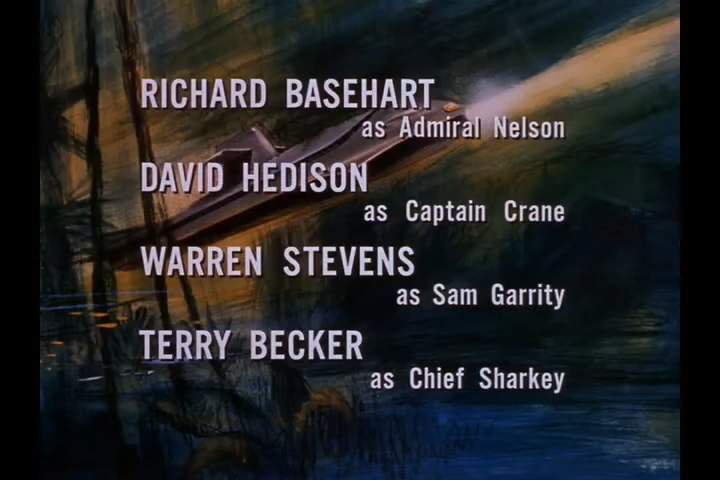 RICHARD BASEHART
as Admiral Nelson
DAVID HEDISON
as Captain Crane
WARREN STEVENS
as Sam Garrity
TERRY BECKER
as Chief Sharkey